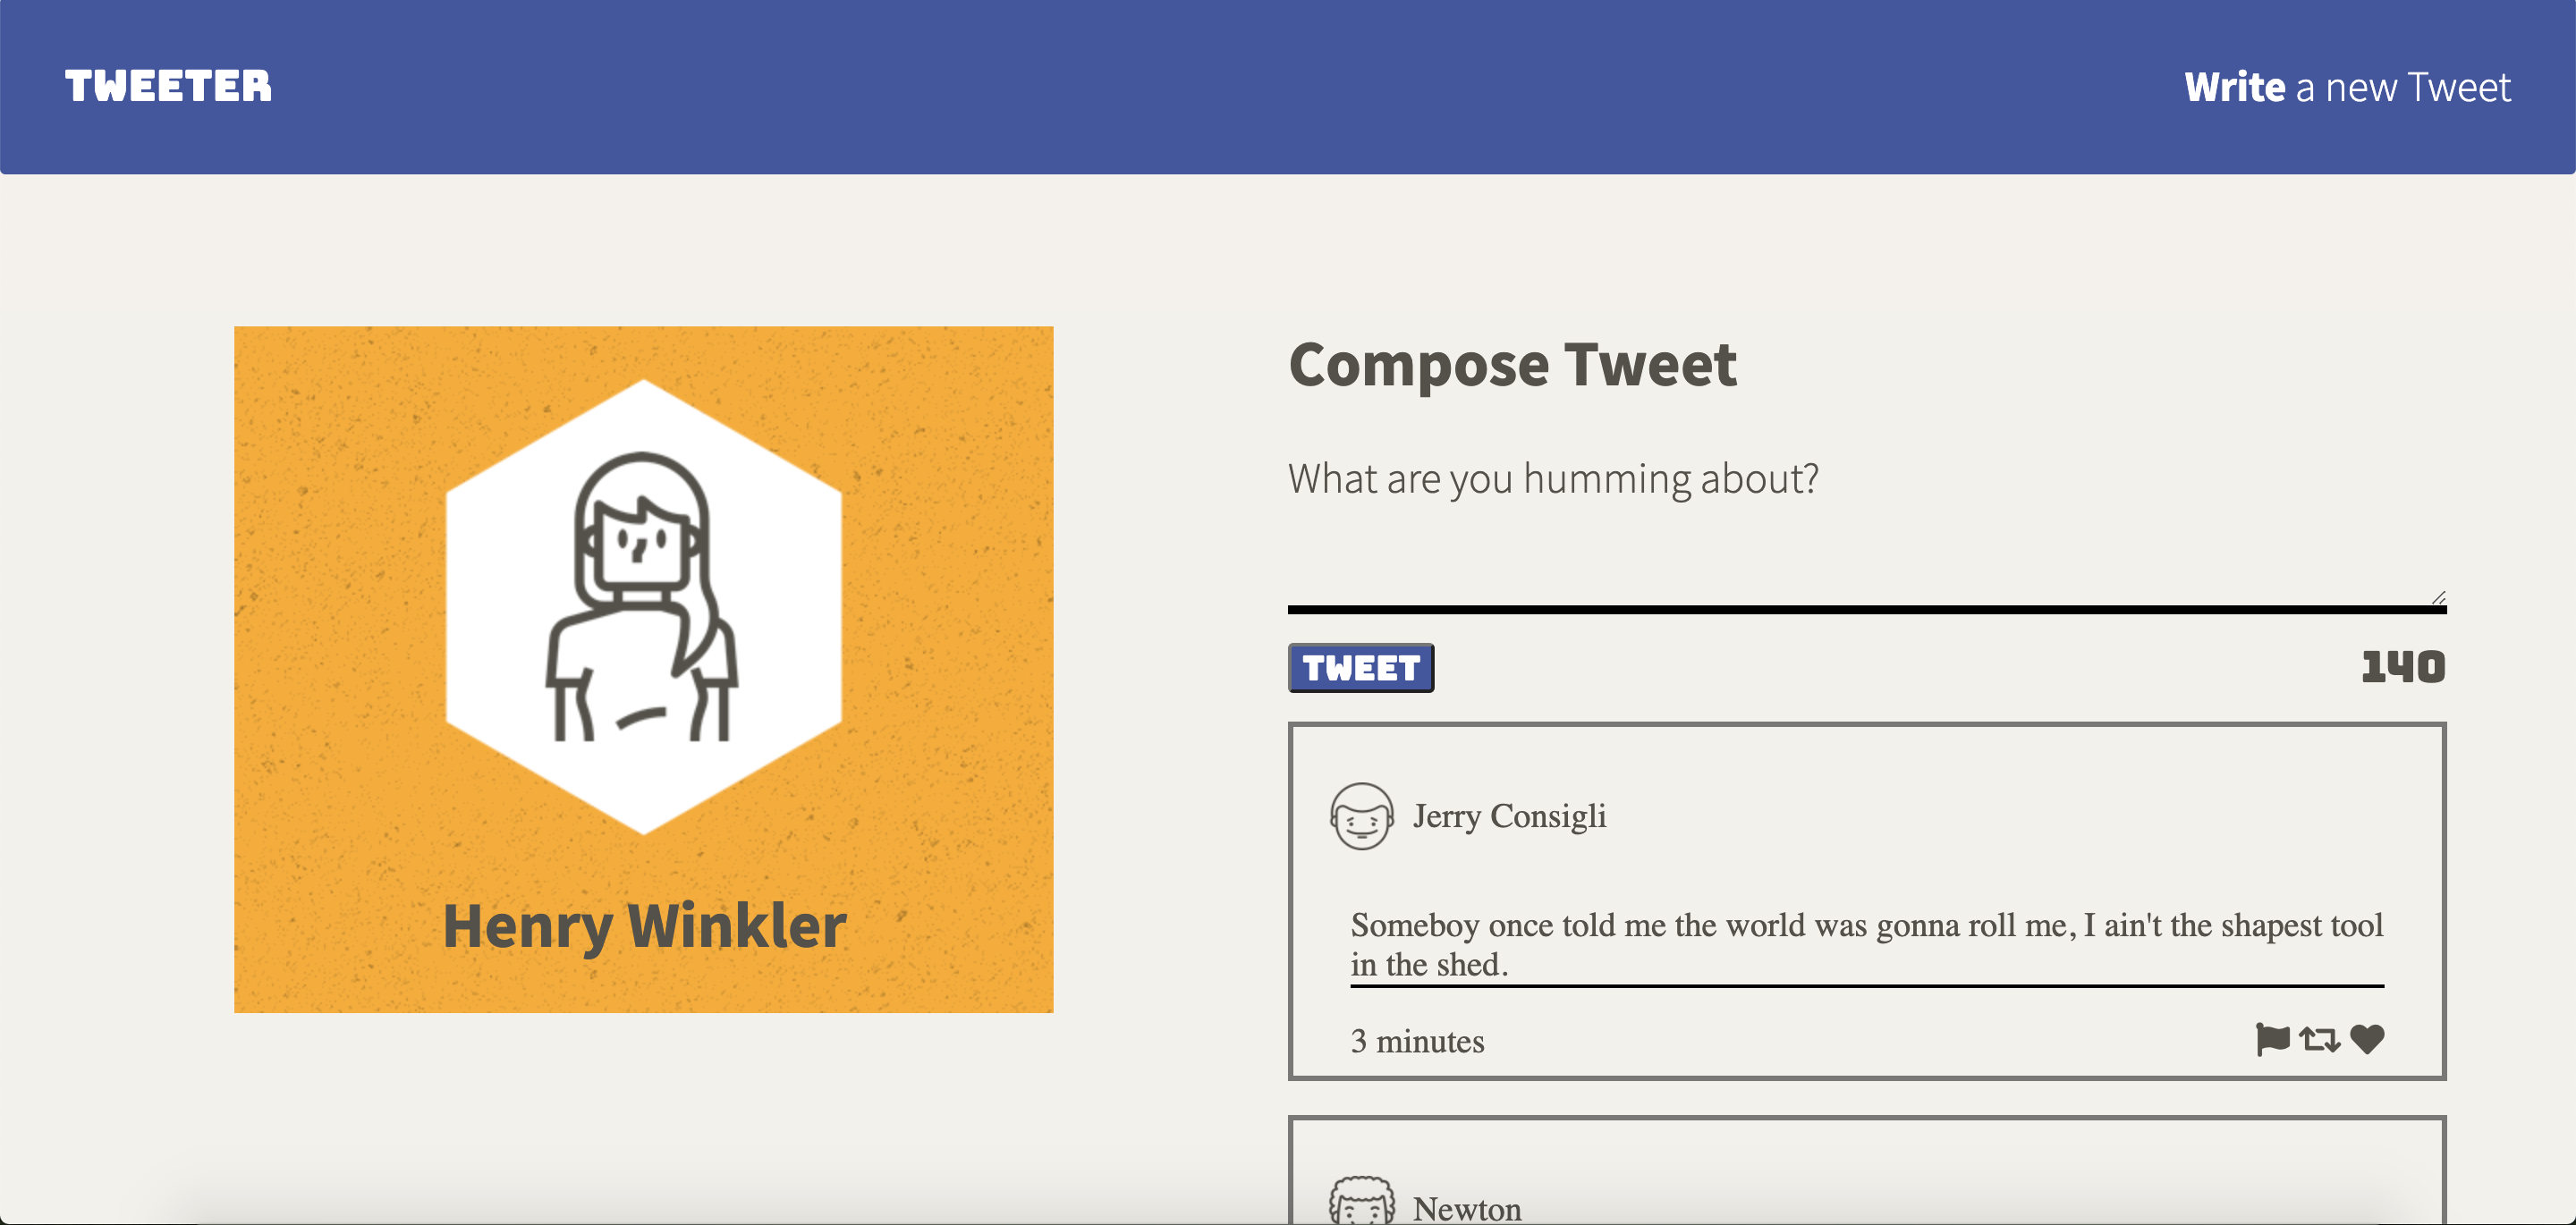 TWEETER
Write a new Tweet
Henry Winkler
Compose Tweet
What are you humming about?
TWEET
140
Jerry Consigli
Someboy once told me the world was gonna roll me, I ain't the shapest tool
in the shed.
3 minutes
Newton